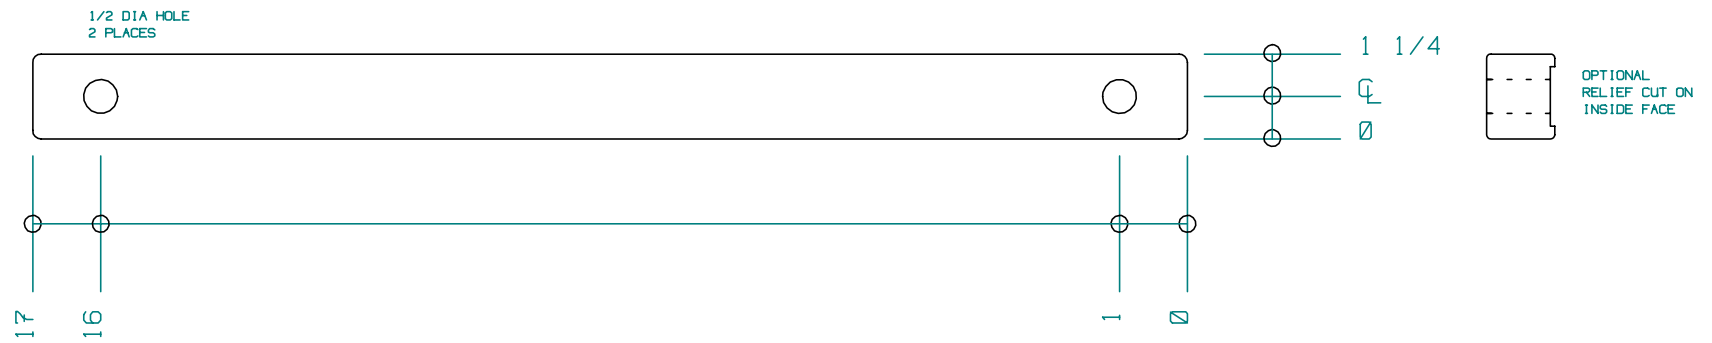 1/2 DIA HOLE
2 PLACES
1 1/4
℄
Ø
OPTIONAL
RELIEF CUT ON
INSIDE FACE
17
16
1
Ø